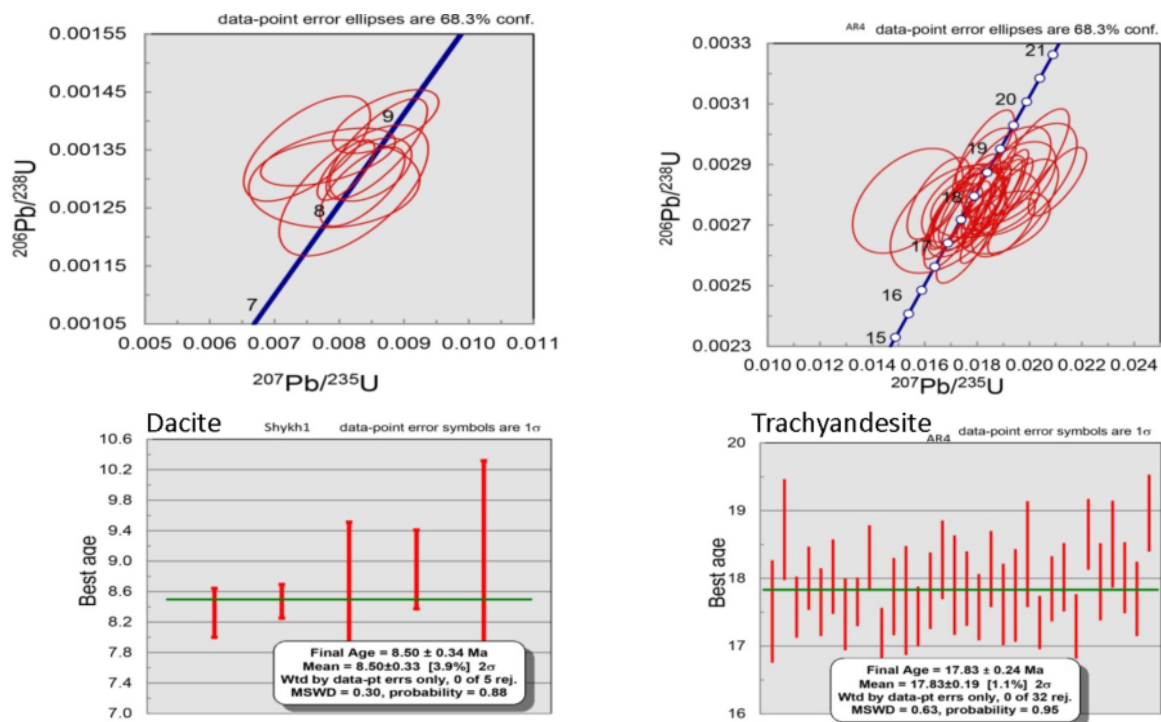 data-point error ellipses are 68.3% conf.
0.00155
0.00145
0.00135
0.00125
0.00115
0.00105
206Pb/238U
9
8
7
0.005 0.006 0.007 0.008 0.009 0.010 0.011
207Pb/235U
AR4 data-point error ellipses are 68.3% conf.
0.0033
0.0031
0.0029
0.0027
0.0025
0.0023
206Pb/238U
21
20
19
18
17
16
15
0.010 0.012 0.014 0.016 0.018 0.020 0.022 0.024
207Pb/235U
Dacite Shykh1 data-point error symbols are 1σ
10.6
10.2
9.8
9.4
9.0
8.6
8.2
7.8
7.4
7.0
Best age
Final Age = 8.50 ± 0.34 Ma
Mean = 8.50±0.33 [3.9%] 2σ
Wtd by data-pt errs only, 0 of 5 rej.
MSWD = 0.30, probability = 0.88
Trachyandesite
AR4 data-point error symbols are 1σ
20
19
18
17
16
Best age
Final Age = 17.83 ± 0.24 Ma
Mean = 17.83±0.19 [1.1%] 2σ
Wtd by data-pt errs only, 0 of 32 rej.
MSWD = 0.63, probability = 0.95